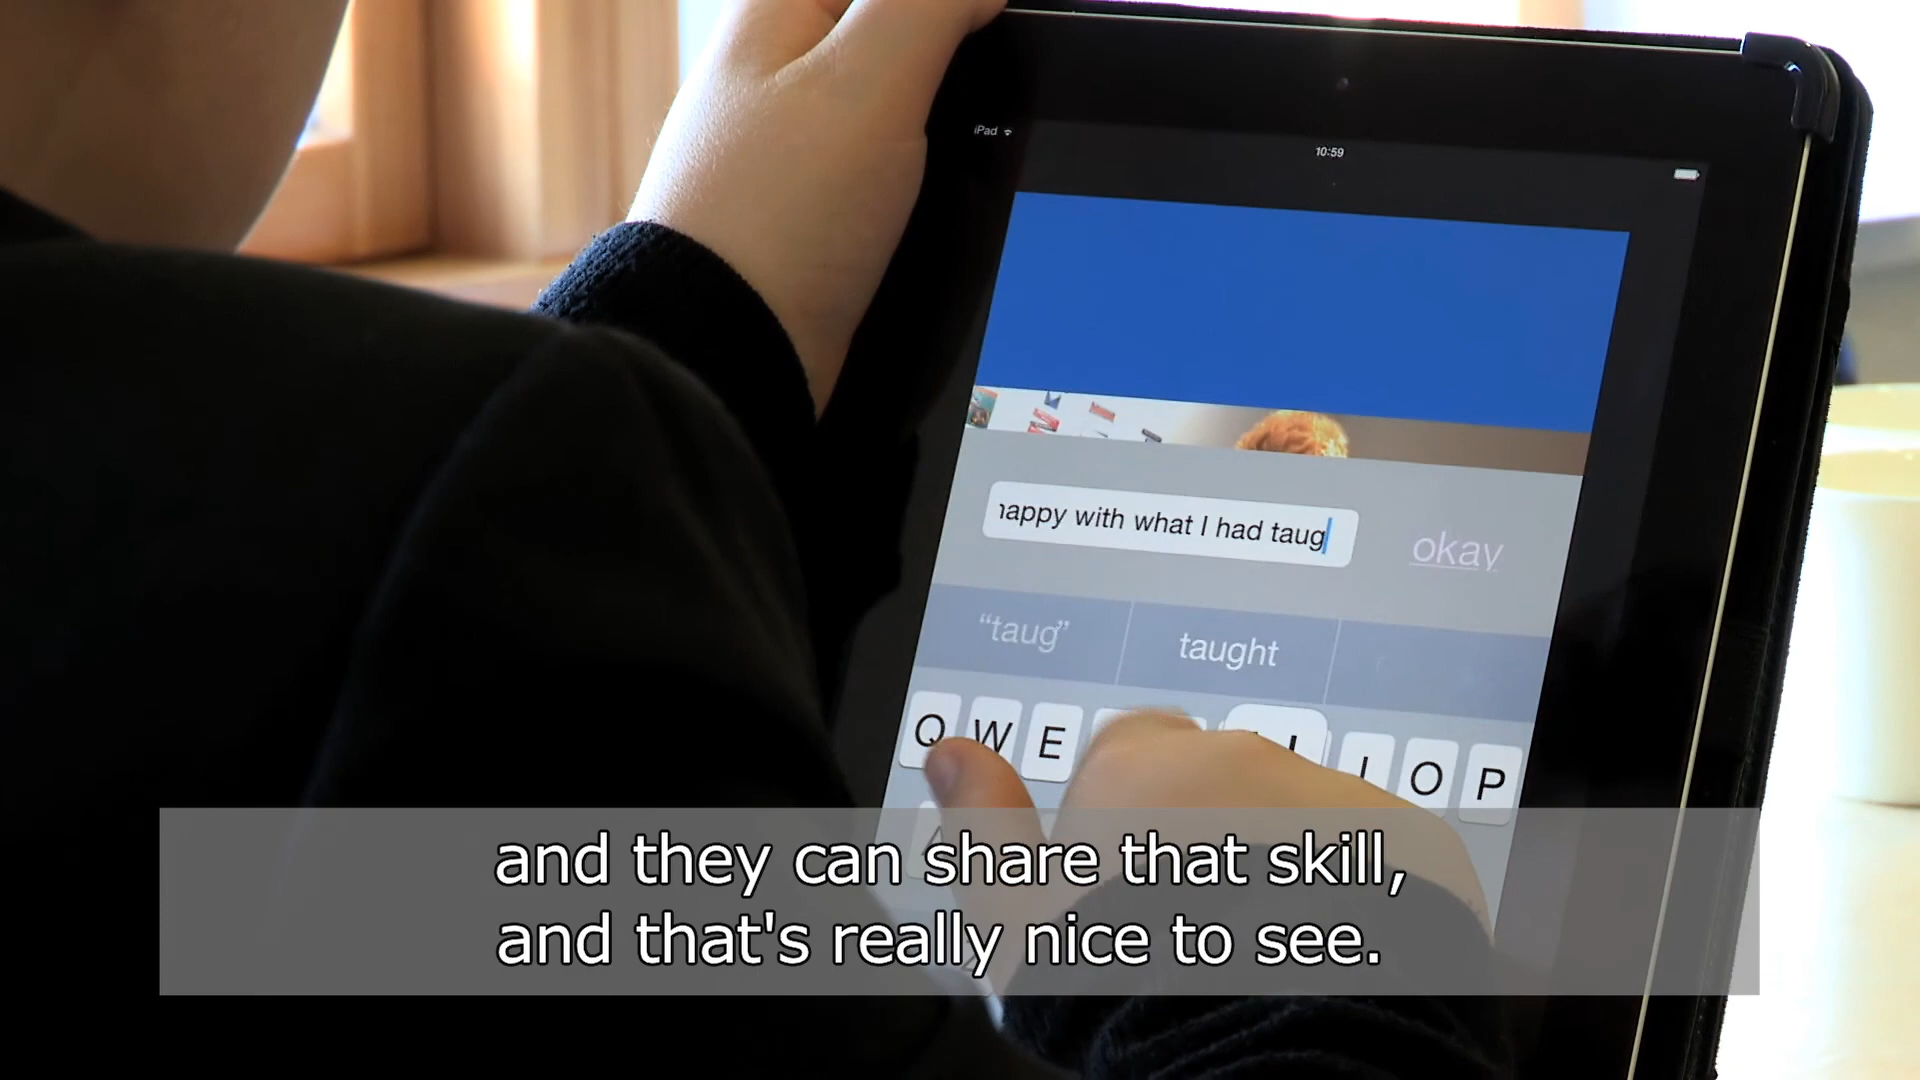 iPad
10:59
happy with what I had taug
okay
“taug” taught
Q W E I O P
A
and they can share that skill,
and that's really nice to see.